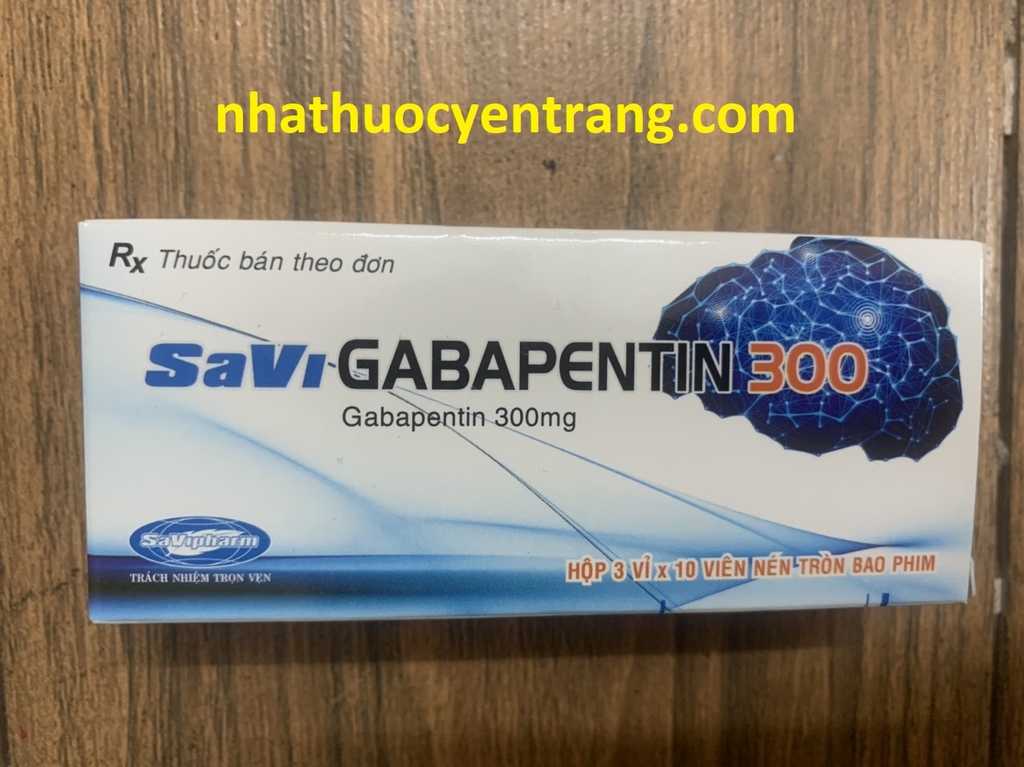 nhathuocyentrang.com
Rx Thuốc bán theo đơn
SaVi GABAPENTIN 300
Gabapentin 300mg
SaVipharm
TRÁCH NHIỆM TRỌN VẸN
HỘP 3 VỈ x 10 VIÊN NÉN TRÒN BAO PHIM